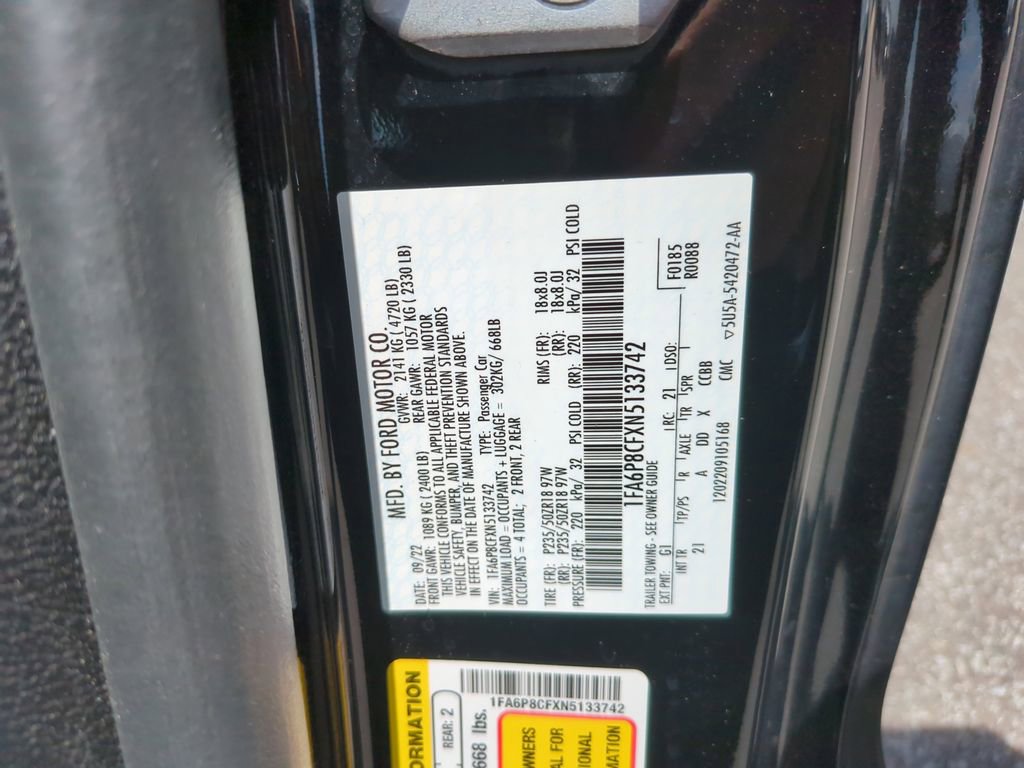 MFD. BY FORD MOTOR CO.
DATE: 09/22 GVWR: 2141 KG ( 4720 LB)
FRONT GAWR: 1089 KG ( 2400 LB) REAR GAWR: 1057 KG ( 2330 LB)
THIS VEHICLE CONFORMS TO ALL APPLICABLE FEDERAL MOTOR
VEHICLE SAFETY, BUMPER, AND THEFT PREVENTION STANDARDS
IN EFFECT ON THE DATE OF MANUFACTURE SHOWN ABOVE.
VIN: 1FA6P8CFXN5133742 TYPE: Passenger Car
MAXIMUM LOAD = OCCUPANTS + LUGGAGE = 302KG/ 668LB
OCCUPANTS = 4 TOTAL; 2 FRONT, 2 REAR
TIRE (FR): P235/50ZR18 97W RIMS (FR): 18x8.0J
(RR): P235/50ZR18 97W (RR): 18x8.0J
PRESSURE (FR): 220 kPa/ 32 PSI COLD (RR): 220 kPa/ 32 PSI COLD
1FA6P8CFXN5133742
TRAILER TOWING - SEE OWNER GUIDE
EXT PNT: G1 RC: 21 DSO: F0185
INT TR TP/PS R AXLE TR SPR R0088
21 A DD X CCBB
1202209105168 CMC ▽5U5A-5420472-AA
ORMATION
REAR: 2
668 lbs.
1FA6P8CFXN5133742
OWNERS
AL FOR
IONAL
MATION